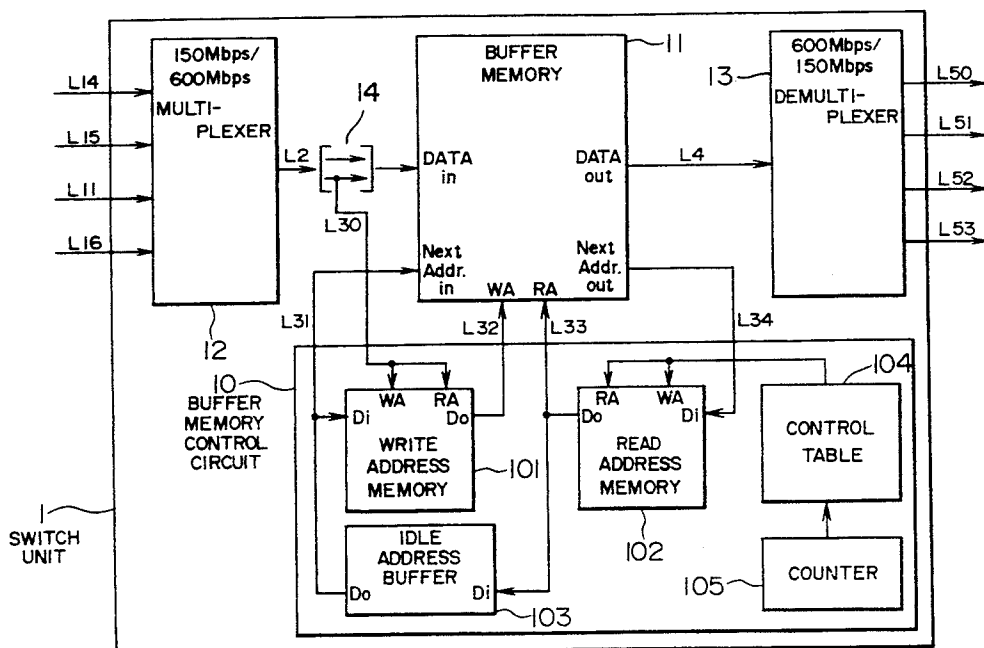 150Mbps/
600Mbps
MULTI-
PLEXER
12
L14
L15
L11
L16
L2
14
L30
BUFFER
MEMORY
11
DATA
in
DATA
out
Next
Addr.
in
Next
Addr.
out
WA RA
L4
600Mbps/
150Mbps
DEMULTI-
PLEXER
13
L50
L51
L52
L53
L31
L32
L33
L34
10
BUFFER
MEMORY
CONTROL
CIRCUIT
WA RA
Di Do
WRITE
ADDRESS
MEMORY
101
RA WA
Do Di
READ
ADDRESS
MEMORY
102
104
CONTROL
TABLE
IDLE
ADDRESS
BUFFER
Do Di
103
105
COUNTER
1
SWITCH
UNIT